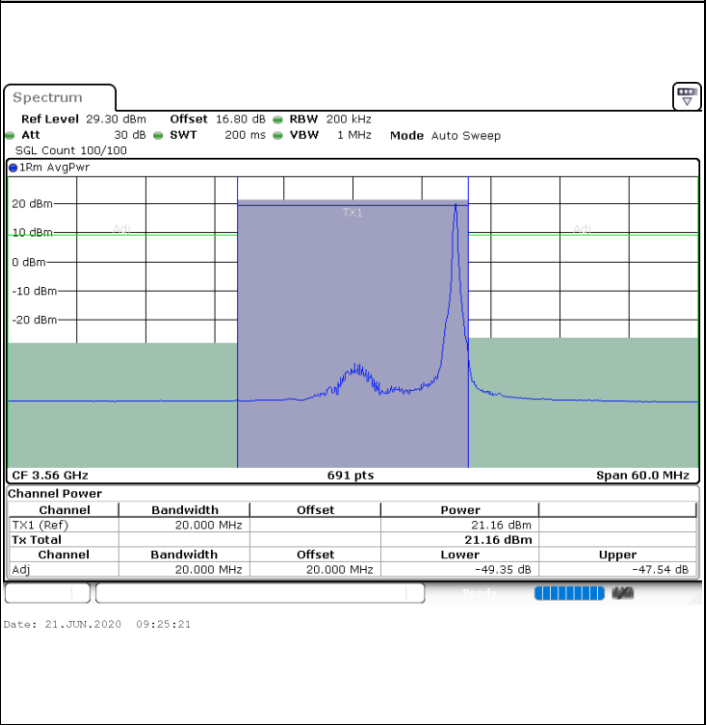 Spectrum
Ref Level 29.30 dBm Offset 16.80 dB RBW 200 kHz
Att 30 dB SWT 200 ms VBW 1 MHz Mode Auto Sweep
SGL Count 100/100
1Rm AvgPwr
20 dBm
TX1
10 dBm Adj Adj
0 dBm
-10 dBm
-20 dBm
CF 3.56 GHz 691 pts Span 60.0 MHz
Channel Power
Channel Bandwidth Offset Power
TX1 (Ref) 20.000 MHz 21.16 dBm
Tx Total 21.16 dBm
Channel Bandwidth Offset Lower Upper
Adj 20.000 MHz 20.000 MHz -49.35 dB -47.54 dB
Ready
Date: 21.JUN.2020 09:25:21